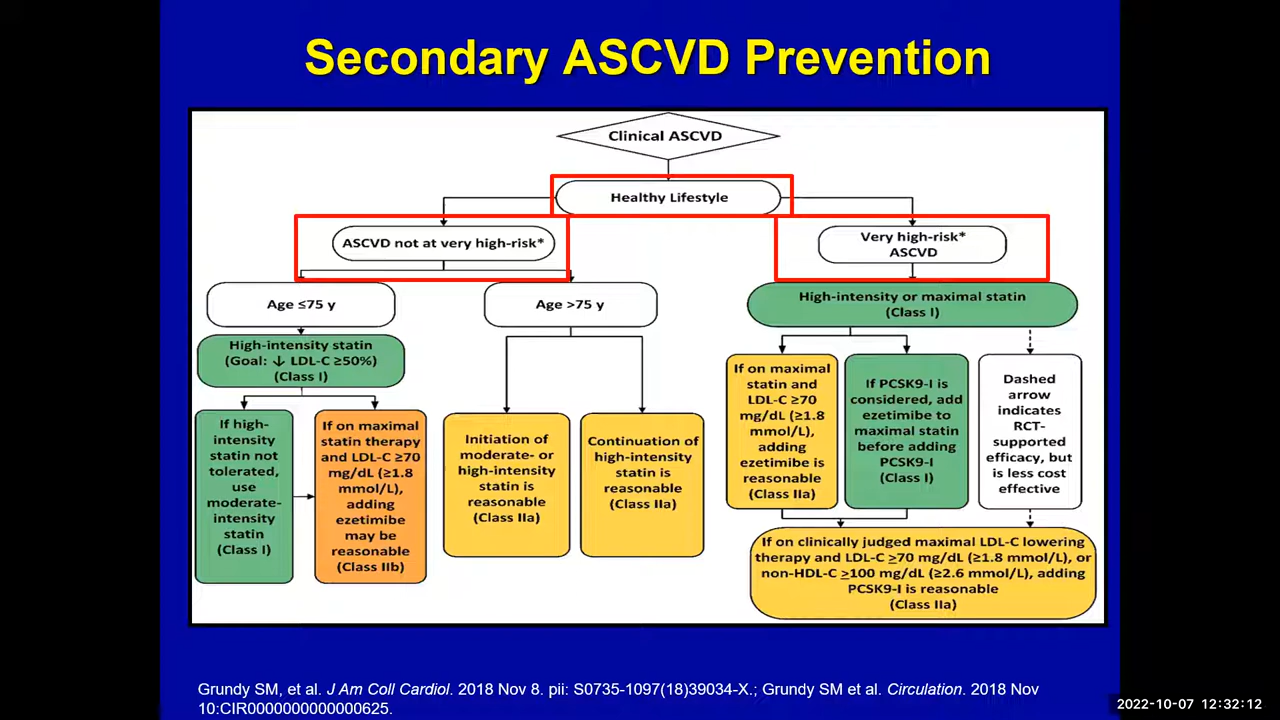 Secondary ASCVD Prevention
Clinical ASCVD
Healthy Lifestyle
ASCVD not at very high-risk*
Very high-risk*
ASCVD
Age ≤75 y
Age >75 y
High-intensity or maximal statin
(Class I)
High-intensity statin
(Goal: ↓ LDL-C ≥50%)
(Class I)
If high-
intensity
statin not
tolerated,
use
moderate-
intensity
statin
(Class I)
If on maximal
statin therapy
and LDL-C ≥70
mg/dL (≥1.8
mmol/L),
adding
ezetimibe
may be
reasonable
(Class IIb)
Initiation of
moderate- or
high-intensity
statin is
reasonable
(Class IIa)
Continuation of
high-intensity
statin is
reasonable
(Class IIa)
If on maximal
statin and
LDL-C ≥70
mg/dL (≥1.8
mmol/L),
adding
ezetimibe is
reasonable
(Class IIa)
If PCSK9-I is
considered, add
ezetimibe to
maximal statin
before adding
PCSK9-I
(Class I)
Dashed
arrow
indicates
RCT-
supported
efficacy, but
is less cost
effective
If on clinically judged maximal LDL-C lowering
therapy and LDL-C ≥70 mg/dL (≥1.8 mmol/L), or
non-HDL-C ≥100 mg/dL (≥2.6 mmol/L), adding
PCSK9-I is reasonable
(Class IIa)
Grundy SM, et al. J Am Coll Cardiol. 2018 Nov 8. pii: S0735-1097(18)39034-X.; Grundy SM et al. Circulation. 2018 Nov
10:CIR0000000000000625.
2022-10-07 12:32:12